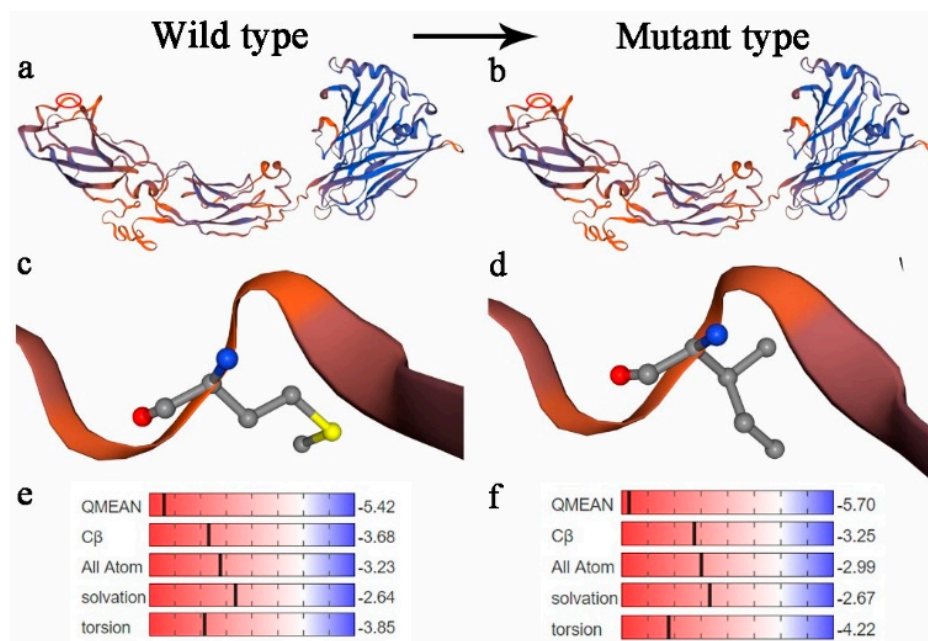 Wild type Mutant type
a b
c d
e f
QMEAN -5.42 QMEAN -5.70
Cβ -3.68 Cβ -3.25
All Atom -3.23 All Atom -2.99
solvation -2.64 solvation -2.67
torsion -3.85 torsion -4.22